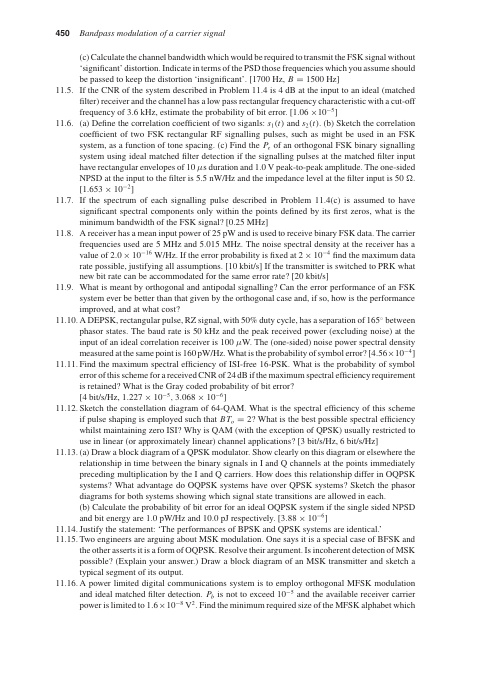 450 Bandpass modulation of a carrier signal
(c) Calculate the channel bandwidth which would be required to transmit the FSK signal without
'significant' distortion. Indicate in terms of the PSD those frequencies which you assume should
be passed to keep the distortion 'insignificant'. [1700 Hz, B = 1500 Hz]
11.5. If the CNR of the system described in Problem 11.4 is 4 dB at the input to an ideal (matched
filter) receiver and the channel has a low pass rectangular frequency characteristic with a cut-off
frequency of 3.6 kHz, estimate the probability of bit error. [1.06 × 10⁻⁵]
11.6. (a) Define the correlation coefficient of two siganls: s₁(t) and s₂(t). (b) Sketch the correlation
coefficient of two FSK rectangular RF signalling pulses, such as might be used in an FSK
system, as a function of tone spacing. (c) Find the Pₑ of an orthogonal FSK binary signalling
system using ideal matched filter detection if the signalling pulses at the matched filter input
have rectangular envelopes of 10 μs duration and 1.0 V peak-to-peak amplitude. The one-sided
NPSD at the input to the filter is 5.5 nW/Hz and the impedance level at the filter input is 50 Ω.
[1.653 × 10⁻²]
11.7. If the spectrum of each signalling pulse described in Problem 11.4(c) is assumed to have
significant spectral components only within the points defined by its first zeros, what is the
minimum bandwidth of the FSK signal? [0.25 MHz]
11.8. A receiver has a mean input power of 25 pW and is used to receive binary FSK data. The carrier
frequencies used are 5 MHz and 5.015 MHz. The noise spectral density at the receiver has a
value of 2.0 × 10⁻¹⁶ W/Hz. If the error probability is fixed at 2 × 10⁻⁴ find the maximum data
rate possible, justifying all assumptions. [10 kbit/s] If the transmitter is switched to PRK what
new bit rate can be accommodated for the same error rate? [20 kbit/s]
11.9. What is meant by orthogonal and antipodal signalling? Can the error performance of an FSK
system ever be better than that given by the orthogonal case and, if so, how is the performance
improved, and at what cost?
11.10. A DEPSK, rectangular pulse, RZ signal, with 50% duty cycle, has a separation of 165° between
phasor states. The baud rate is 50 kHz and the peak received power (excluding noise) at the
input of an ideal correlation receiver is 100 μW. The (one-sided) noise power spectral density
measured at the same point is 160 pW/Hz. What is the probability of symbol error? [4.56 × 10⁻⁴]
11.11. Find the maximum spectral efficiency of ISI-free 16-PSK. What is the probability of symbol
error of this scheme for a received CNR of 24 dB if the maximum spectral efficiency requirement
is retained? What is the Gray coded probability of bit error?
[4 bit/s/Hz, 1.227 × 10⁻⁵, 3.068 × 10⁻⁶]
11.12. Sketch the constellation diagram of 64-QAM. What is the spectral efficiency of this scheme
if pulse shaping is employed such that BTₒ = 2? What is the best possible spectral efficiency
whilst maintaining zero ISI? Why is QAM (with the exception of QPSK) usually restricted to
use in linear (or approximately linear) channel applications? [3 bit/s/Hz, 6 bit/s/Hz]
11.13. (a) Draw a block diagram of a QPSK modulator. Show clearly on this diagram or elsewhere the
relationship in time between the binary signals in I and Q channels at the points immediately
preceding multiplication by the I and Q carriers. How does this relationship differ in OQPSK
systems? What advantage do OQPSK systems have over QPSK systems? Sketch the phasor
diagrams for both systems showing which signal state transitions are allowed in each.
(b) Calculate the probability of bit error for an ideal OQPSK system if the single sided NPSD
and bit energy are 1.0 pW/Hz and 10.0 pJ respectively. [3.88 × 10⁻⁶]
11.14. Justify the statement: 'The performances of BPSK and QPSK systems are identical.'
11.15. Two engineers are arguing about MSK modulation. One says it is a special case of BFSK and
the other asserts it is a form of OQPSK. Resolve their argument. Is incoherent detection of MSK
possible? (Explain your answer.) Draw a block diagram of an MSK transmitter and sketch a
typical segment of its output.
11.16. A power limited digital communications system is to employ orthogonal MFSK modulation
and ideal matched filter detection. P_b is not to exceed 10⁻⁵ and the available receiver carrier
power is limited to 1.6 × 10⁻⁸ V². Find the minimum required size of the MFSK alphabet which